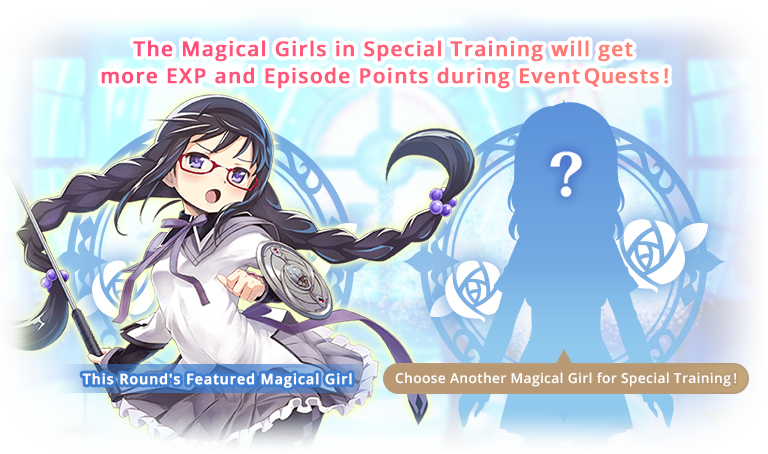 The Magical Girls in Special Training will get
more EXP and Episode Points during Event Quests!
?
This Round's Featured Magical Girl
Choose Another Magical Girl for Special Training!